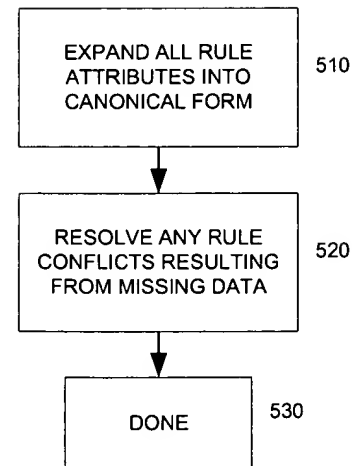 EXPAND ALL RULE
ATTRIBUTES INTO
CANONICAL FORM
510
RESOLVE ANY RULE
CONFLICTS RESULTING
FROM MISSING DATA
520
DONE
530